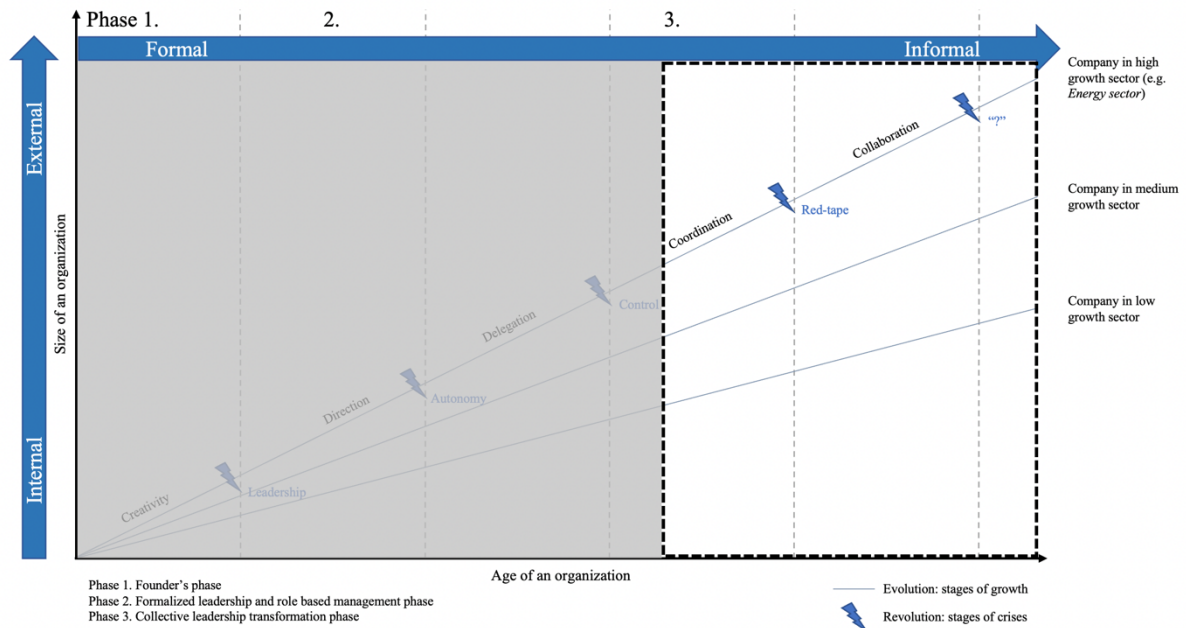 Phase 1.
2.
3.
Formal
Informal
External
Internal
Size of an organization
Company in high
growth sector (e.g.
Energy sector)
“?”
Collaboration
Company in medium
growth sector
Red-tape
Coordination
Control
Company in low
growth sector
Delegation
Autonomy
Direction
Leadership
Creativity
Age of an organization
Phase 1. Founder’s phase
Phase 2. Formalized leadership and role based management phase
Phase 3. Collective leadership transformation phase
Evolution: stages of growth
Revolution: stages of crises